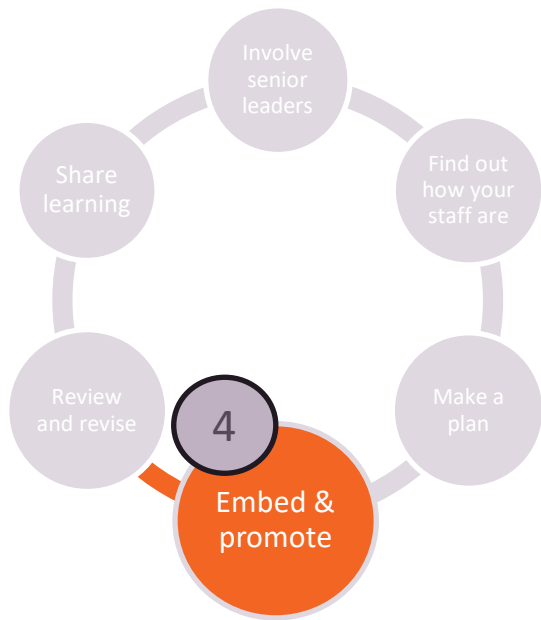 Involve
senior
leaders
Find out
how your
staff are
Make a
plan
4
Embed &
promote
Review
and revise
Share
learning